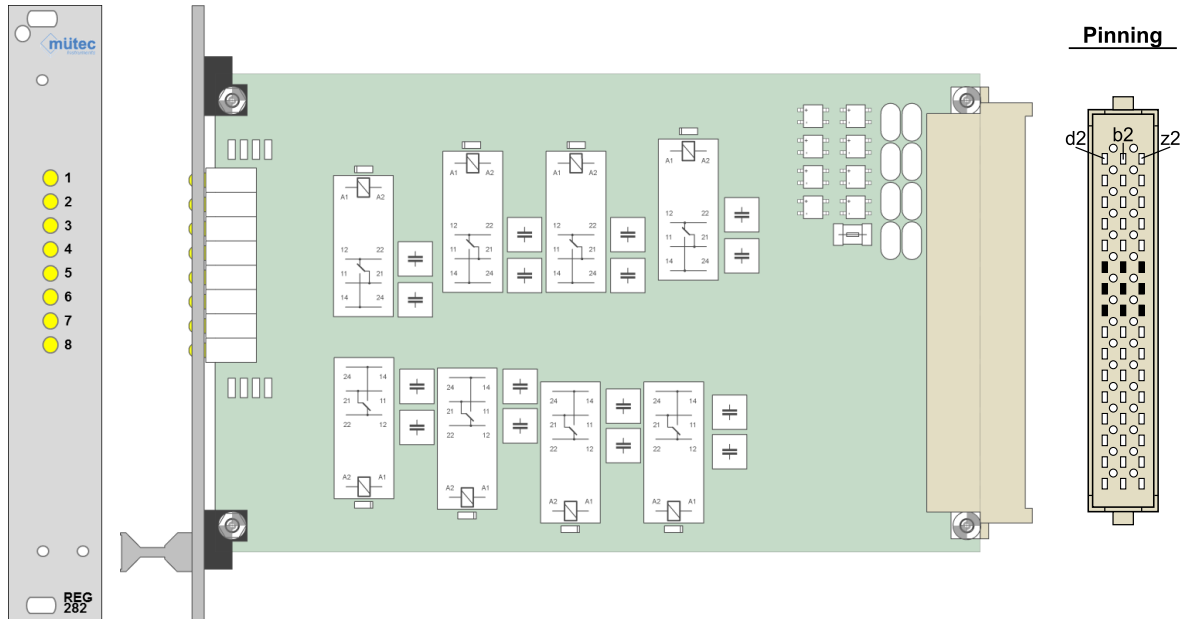 mütec
instruments
1
2
3
4
5
6
7
8
REG
282
A1 A2
12 22
11 21
14 24
A1 A2
12 22
11 21
14 24
A1 A2
12 22
11 21
14 24
A1 A2
12 22
11 21
14 24
24 14
21 11
22 12
A2 A1
24 14
21 11
22 12
A2 A1
24 14
21 11
22 12
A2 A1
24 14
21 11
22 12
A2 A1
Pinning
d2 b2 z2